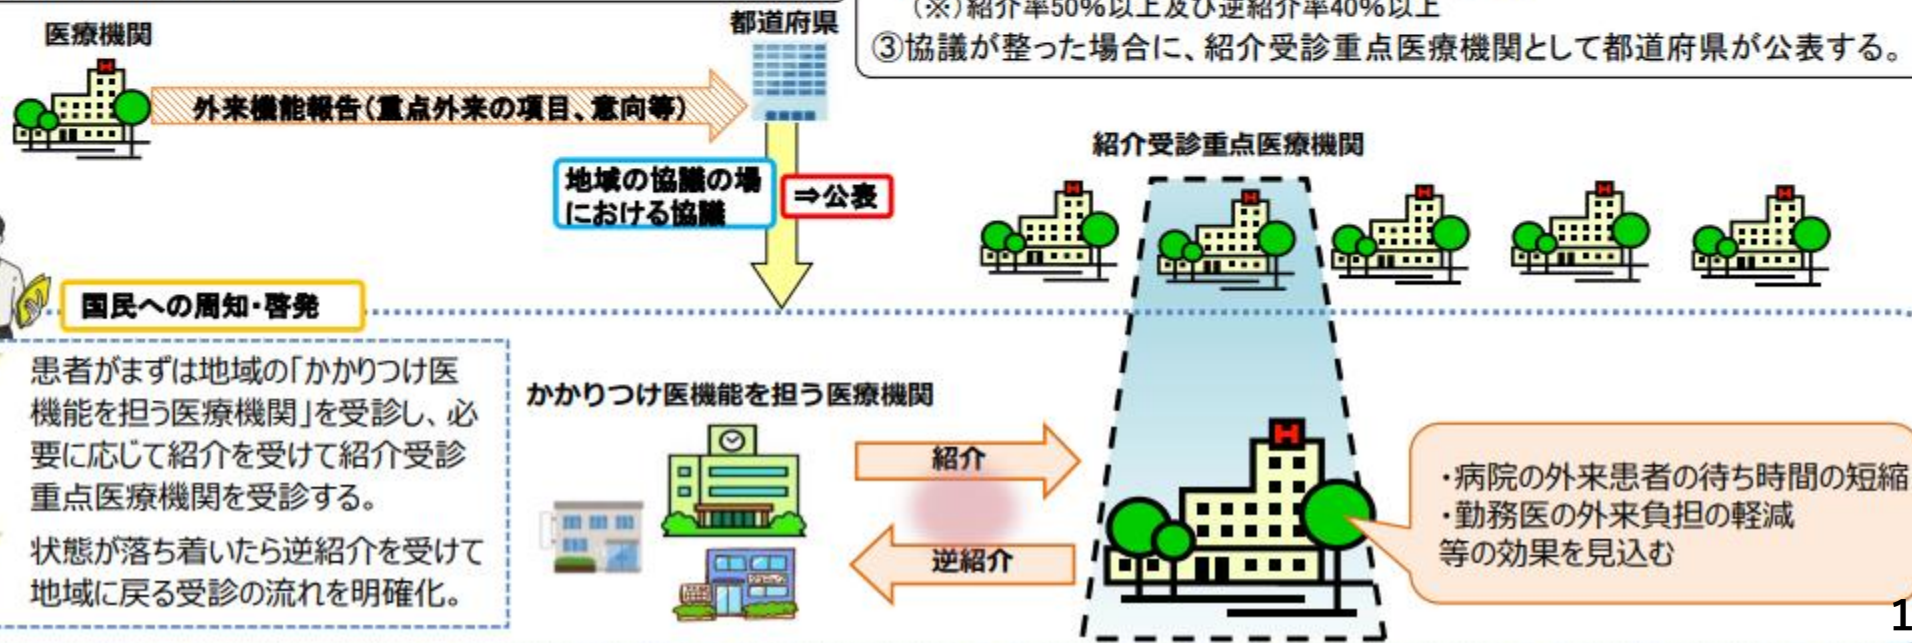 (※)紹介率50%以上及び逆紹介率40%以上
③協議が整った場合に、紹介受診重点医療機関として都道府県が公表する。
医療機関
都道府県
外来機能報告(重点外来の項目、意向等)
地域の協議の場
における協議
⇒公表
紹介受診重点医療機関
国民への周知・啓発
患者がまずは地域の「かかりつけ医
機能を担う医療機関」を受診し、必
要に応じて紹介を受けて紹介受診
重点医療機関を受診する。
状態が落ち着いたら逆紹介を受けて
地域に戻る受診の流れを明確化。
かかりつけ医機能を担う医療機関
紹介
逆紹介
H
H
H
H
H
H
H
・病院の外来患者の待ち時間の短縮
・勤務医の外来負担の軽減
等の効果を見込む
1